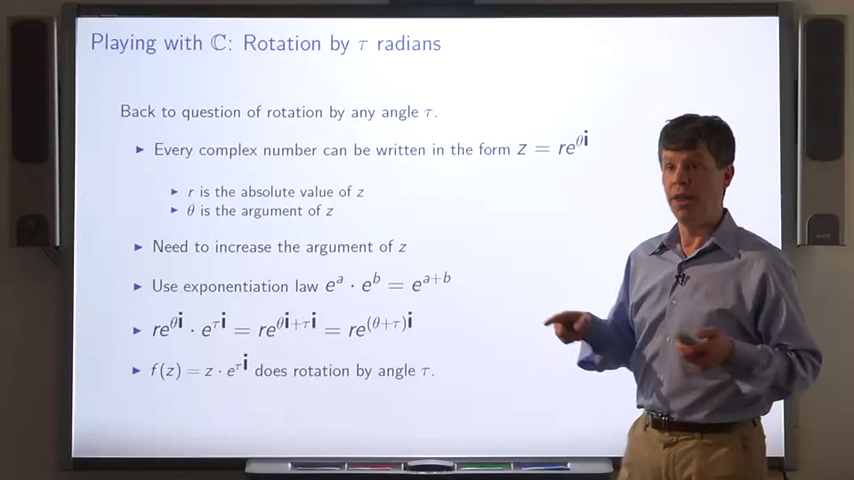 Playing with ℂ: Rotation by τ radians
Back to question of rotation by any angle τ.
▶ Every complex number can be written in the form z = re^{θi}
▶ r is the absolute value of z
▶ θ is the argument of z
▶ Need to increase the argument of z
▶ Use exponentiation law e^a · e^b = e^{a+b}
▶ re^{θi} · e^{τi} = re^{θi+τi} = re^{(θ+τ)i}
▶ f(z) = z · e^{τi} does rotation by angle τ.